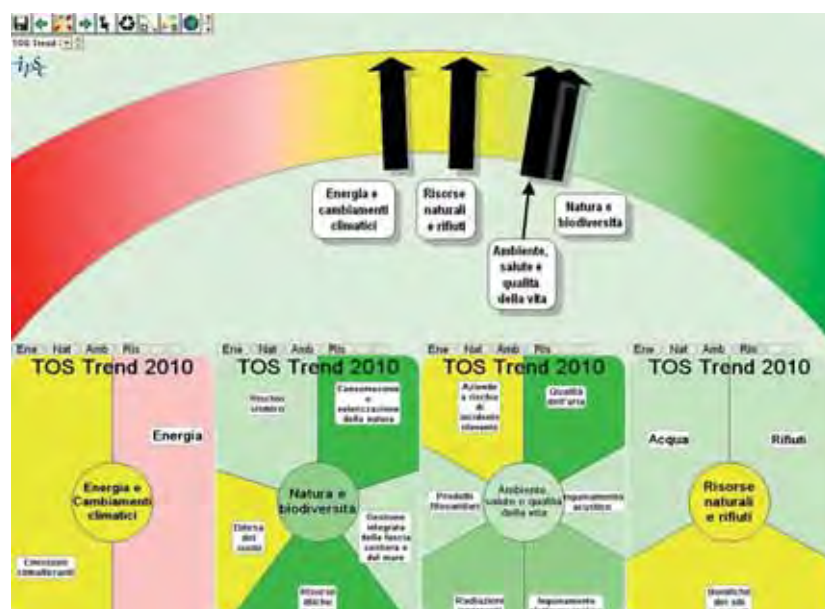 TOS Trend
Energia e
cambiamenti
climatici
Risorse
naturali
e rifiuti
Natura e
biodiversità
Ambiente,
salute e
qualità
della vita
Ene Nat Amb Ris
TOS Trend 2010
Energia
Energia e
Cambiamenti
climatici
Emissioni
Ene Nat Amb Ris
TOS Trend 2010
Rischio
sismico
Conservazione
e
valorizzazione
della natura
Natura e
biodiversità
Difesa
del
suolo
Gestione
integrata
della fascia
costiera e
del mare
Risorse
ittiche
Ene Nat Amb Ris
TOS Trend 2010
Aziende
a rischio di
incidente
rilevante
Qualità
dell'aria
Prodotti
fitosanitari
Ambiente,
salute e qualità
della vita
Inquinamento
acustico
Radiazioni
Inquinamento
Ene Nat Amb Ris
TOS Trend 2010
Acqua
Rifiuti
Risorse
naturali
e rifiuti
Bonifiche
dei siti